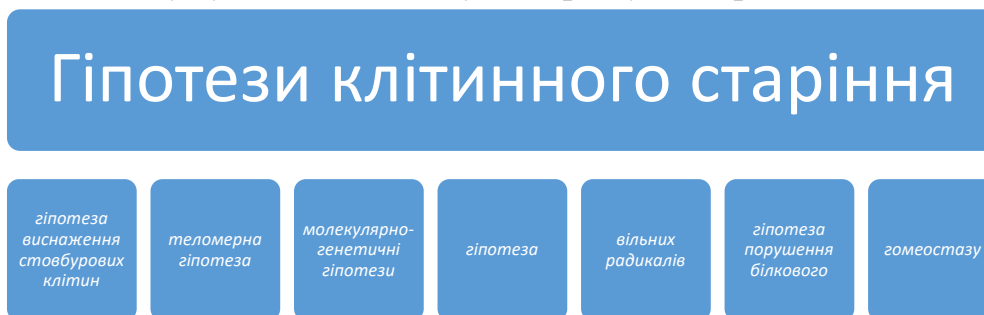 Гіпотези клітинного старіння
гіпотеза
виснаження
стовбурових
клітин
теломерна
гіпотеза
молекулярно-
генетичні
гіпотези
гіпотеза
вільних
радикалів
гіпотеза
порушення
білкового
гомеостазу